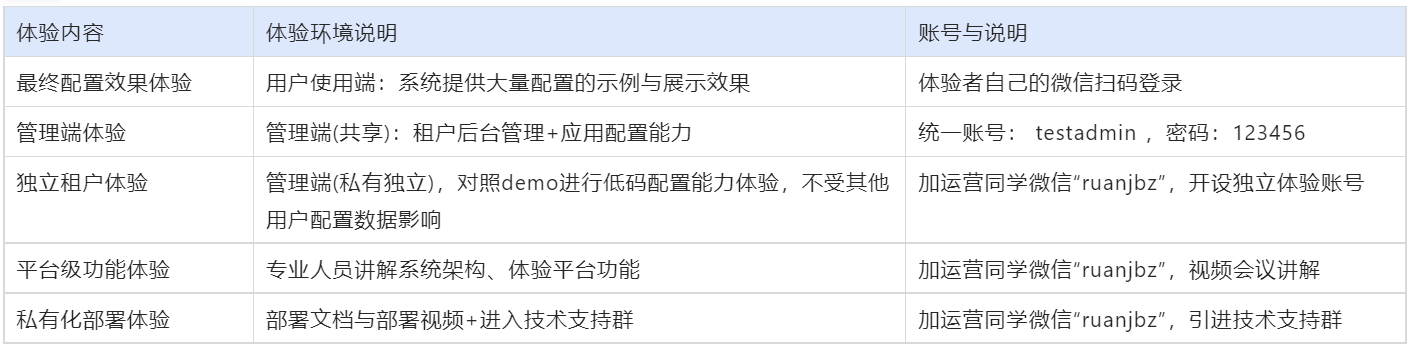 体验内容 体验环境说明 账号与说明
最终配置效果体验 用户使用端：系统提供大量配置的示例与展示效果 体验者自己的微信扫码登录
管理端体验 管理端(共享)：租户后台管理+应用配置能力 统一账号： testadmin ，密码：123456
独立租户体验 管理端(私有独立)，对照demo进行低码配置能力体验，不受其他 加运营同学微信“ruanjbz”，开设独立体验账号
用户配置数据影响
平台级功能体验 专业人员讲解系统架构、体验平台功能 加运营同学微信“ruanjbz”，视频会议讲解
私有化部署体验 部署文档与部署视频+进入技术支持群 加运营同学微信“ruanjbz”，引进技术支持群